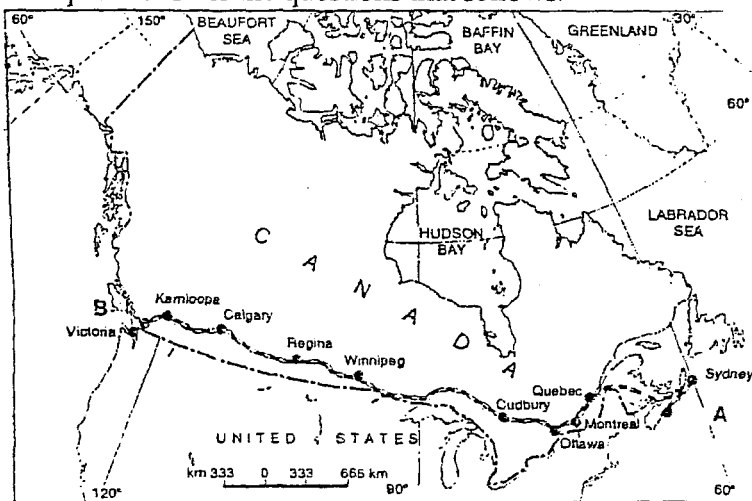 60°
150°
BEAUFORT
SEA
BAFFIN
BAY
GREENLAND
30°
60°
LABRADOR
SEA
HUDSON
BAY
C A N A D A
B
Kamloopa
Victoria
Calgary
Regina
Winnipeg
Quebec
Sydney
Cudbury
Montreal
A
Ottawa
UNITED STATES
km 333 0 333 666 km
120°
90°
60°